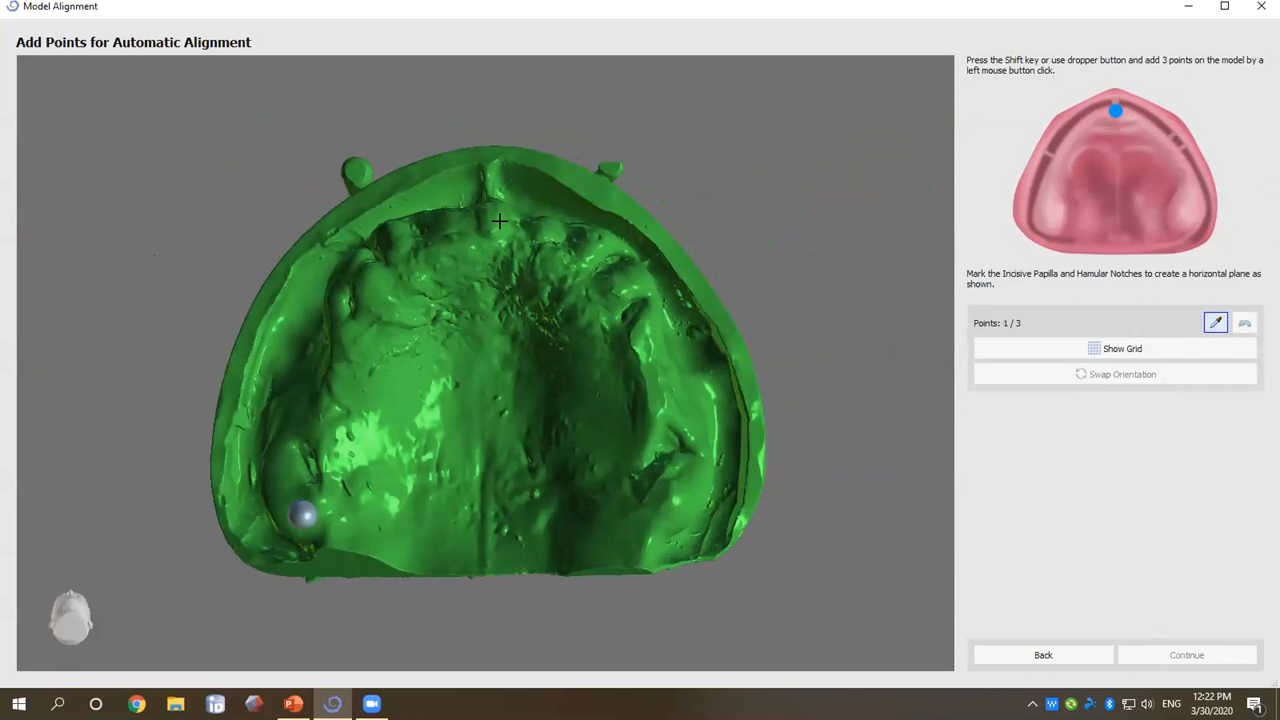 Model Alignment
Add Points for Automatic Alignment
Press the Shift key or use dropper button and add 3 points on the model by a
left mouse button click.
Mark the Incisive Papilla and Hamular Notches to create a horizontal plane as
shown.
Points: 1 / 3
Show Grid
Swap Orientation
Back
Continue
ENG
12:22 PM
3/30/2020